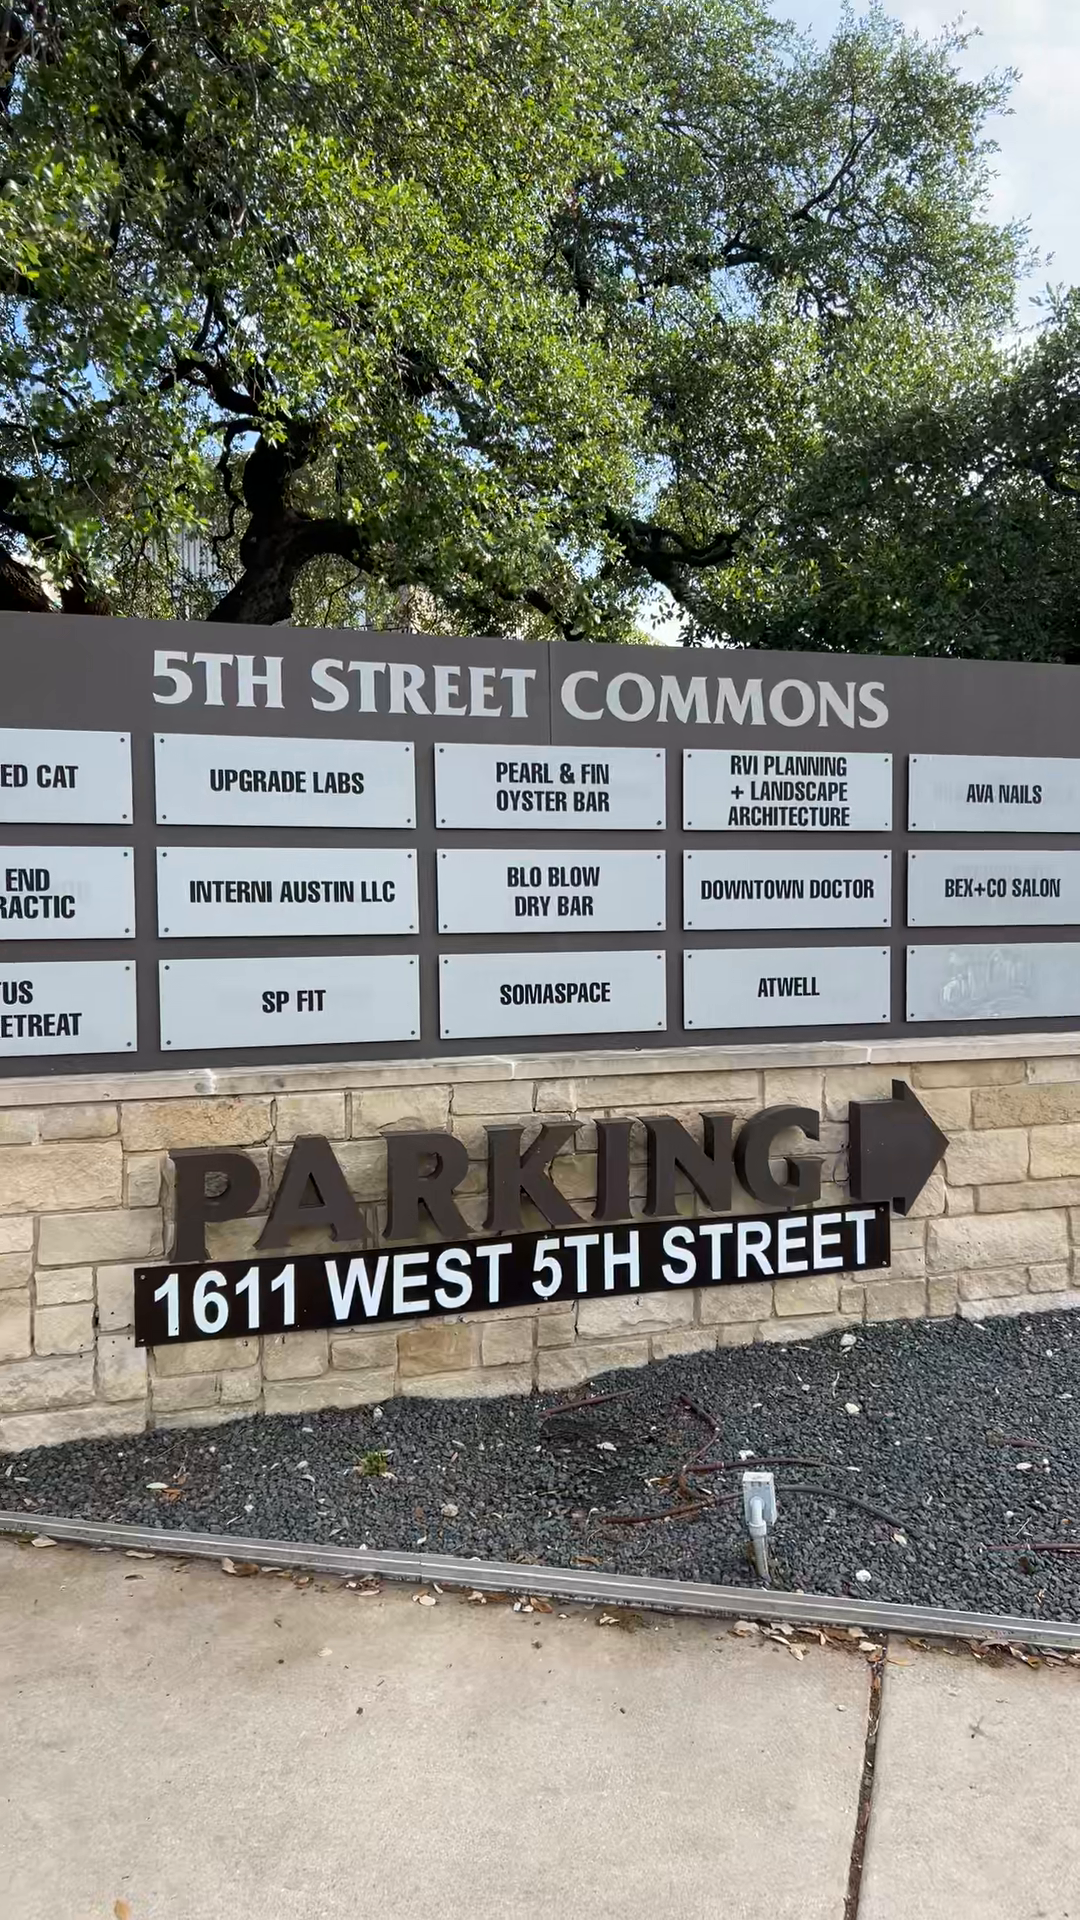 5TH STREET COMMONS
ED CAT
UPGRADE LABS
PEARL & FIN
OYSTER BAR
RVI PLANNING
+ LANDSCAPE
ARCHITECTURE
AVA NAILS
END
RACTIC
INTERNI AUSTIN LLC
BLO BLOW
DRY BAR
DOWNTOWN DOCTOR
BEX+CO SALON
TUS
ETREAT
SP FIT
SOMASPACE
ATWELL
PARKING
1611 WEST 5TH STREET